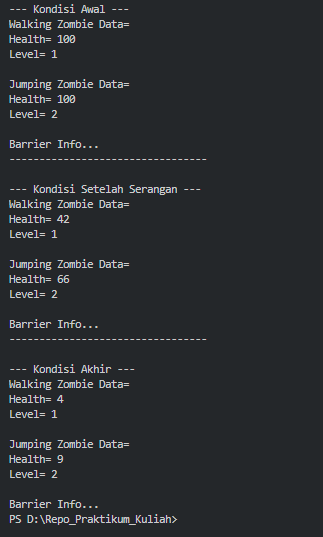 --- Kondisi Awal ---
Walking Zombie Data=
Health= 100
Level= 1
Jumping Zombie Data=
Health= 100
Level= 2
Barrier Info...
---------------------------------
--- Kondisi Setelah Serangan ---
Walking Zombie Data=
Health= 42
Level= 1
Jumping Zombie Data=
Health= 66
Level= 2
Barrier Info...
---------------------------------
--- Kondisi Akhir ---
Walking Zombie Data=
Health= 4
Level= 1
Jumping Zombie Data=
Health= 9
Level= 2
Barrier Info...
PS D:\Repo_Praktikum_Kuliah>